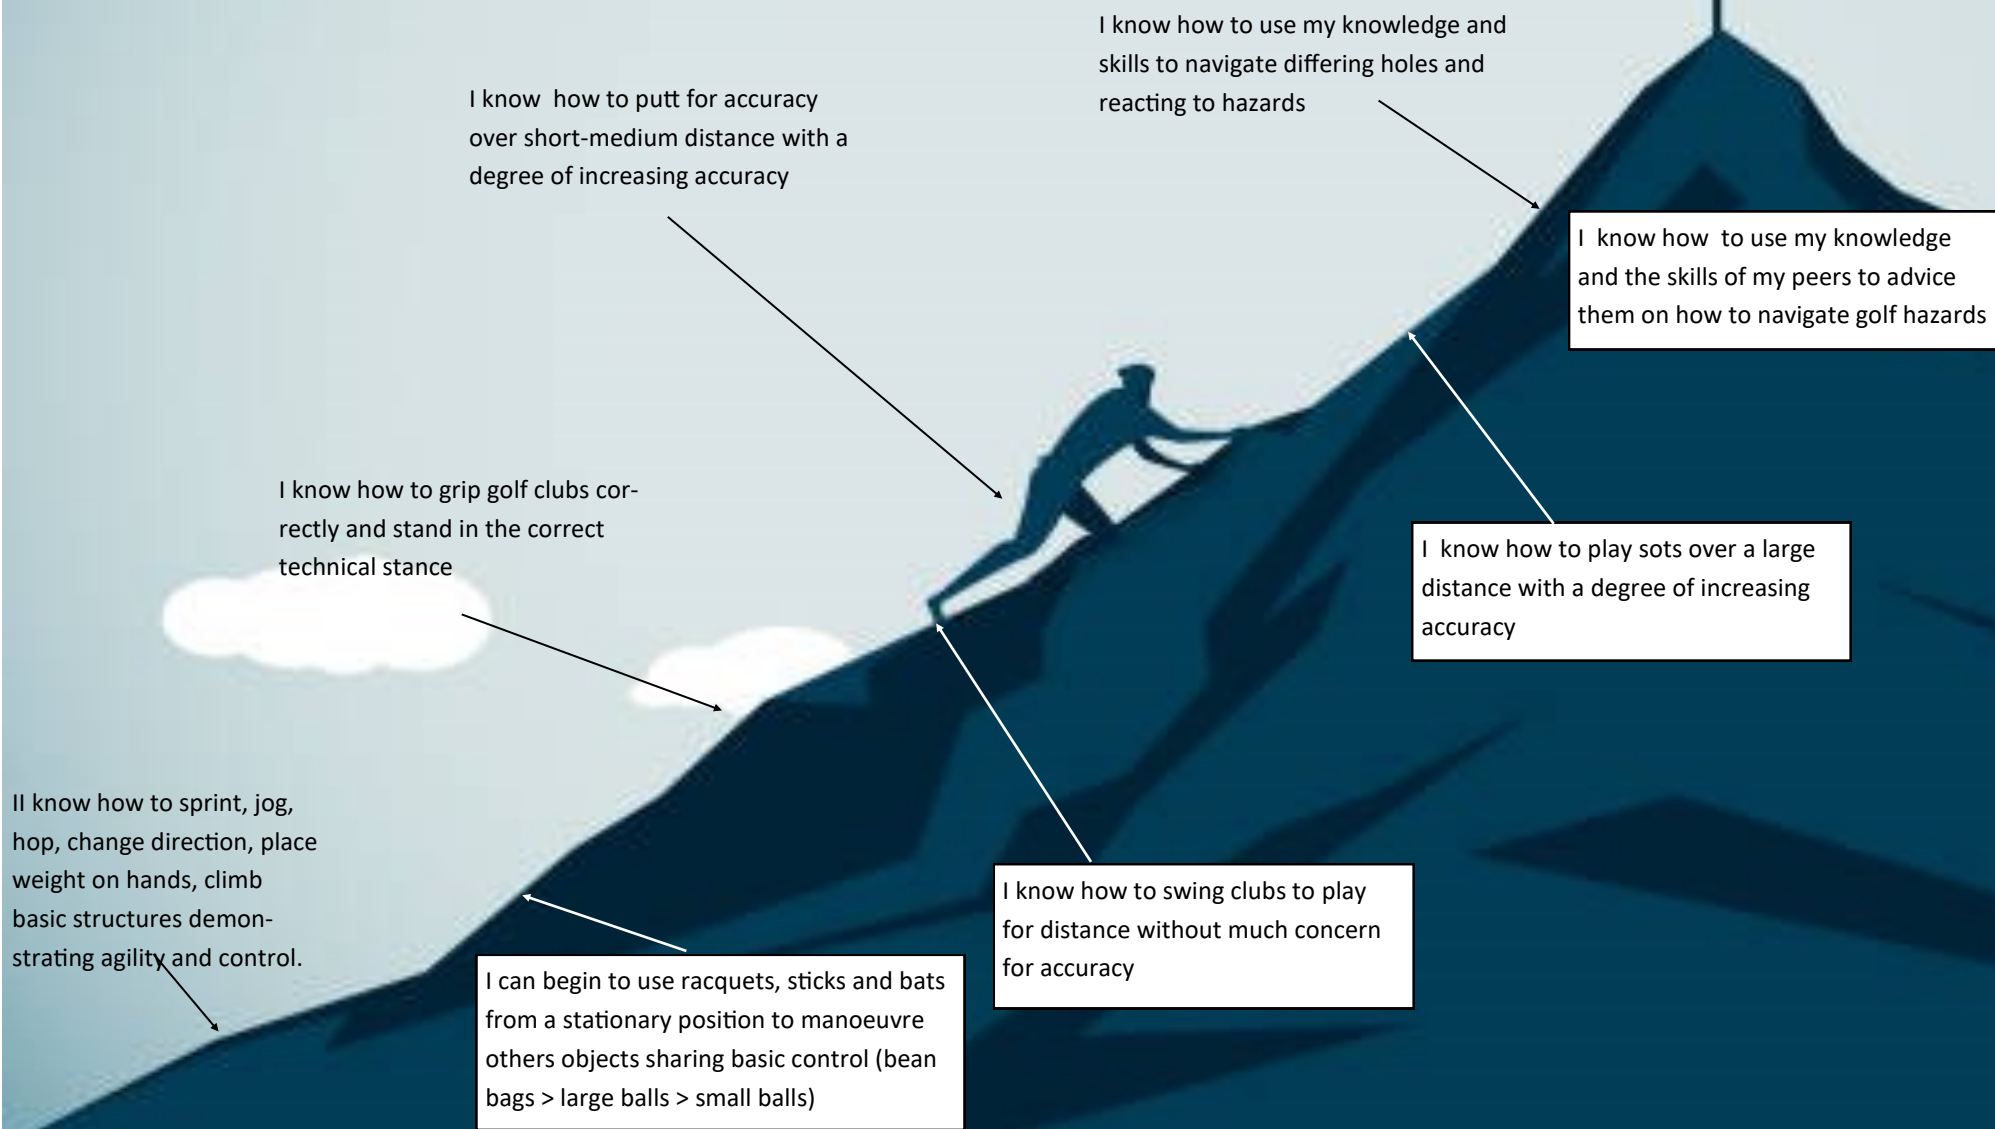 I know how to use my knowledge and
skills to navigate differing holes and
reacting to hazards
I know  how to putt for accuracy
over short-medium distance with a
degree of increasing accuracy
I  know how  to use my knowledge
and the skills of my peers to advice
them on how to navigate golf hazards
I know how to grip golf clubs cor-
rectly and stand in the correct
technical stance
I  know how to play sots over a large
distance with a degree of increasing
accuracy
II know how to sprint, jog,
hop, change direction, place
weight on hands, climb
basic structures demon-
strating agility and control.
I know how to swing clubs to play
for distance without much concern
for accuracy
I can begin to use racquets, sticks and bats
from a stationary position to manoeuvre
others objects sharing basic control (bean
bags > large balls > small balls)